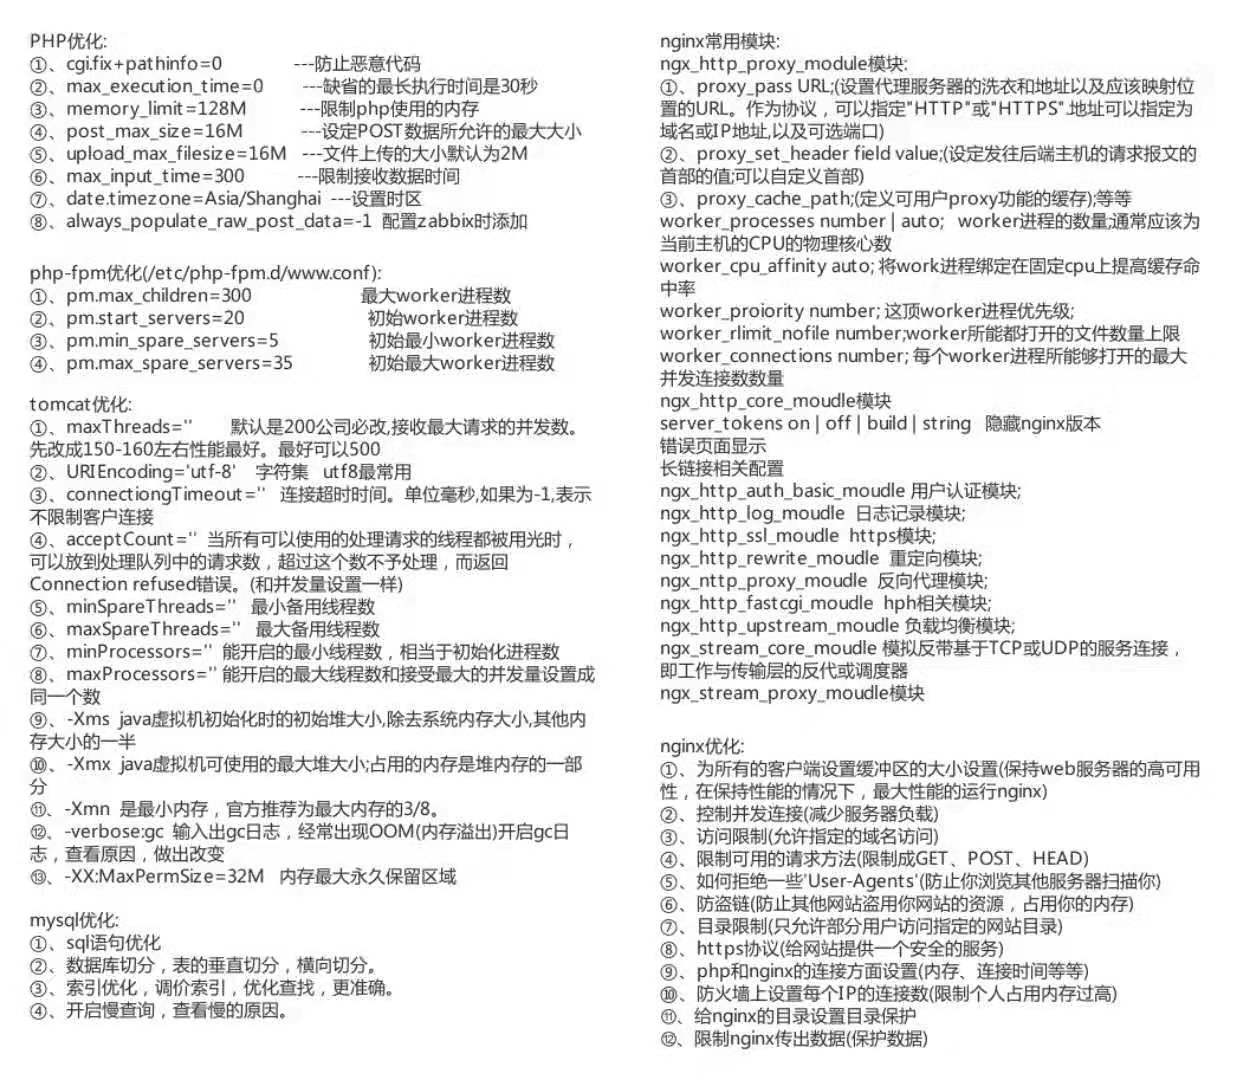 PHP优化:
①、cgi.fix+pathinfo=0 ---防止恶意代码
②、max_execution_time=0 ---缺省的最长执行时间是30秒
③、memory_limit=128M ---限制php使用的内存
④、post_max_size=16M ---设定POST数据所允许的最大大小
⑤、upload_max_filesize=16M ---文件上传的大小默认为2M
⑥、max_input_time=300 ---限制接收数据时间
⑦、date.timezone=Asia/Shanghai ---设置时区
⑧、always_populate_raw_post_data=-1 配置zabbix时添加
php-fpm优化(/etc/php-fpm.d/www.conf):
①、pm.max_children=300 最大worker进程数
②、pm.start_servers=20 初始worker进程数
③、pm.min_spare_servers=5 初始最小worker进程数
④、pm.max_spare_servers=35 初始最大worker进程数
tomcat优化:
①、maxThreads='' 默认是200公司必改,接收最大请求的并发数。
先改成150-160左右性能最好。最好可以500
②、URIEncoding='utf-8' 字符集 utf8最常用
③、connectiongTimeout='' 连接超时时间。单位毫秒,如果为-1,表示
不限制客户连接
④、acceptCount='' 当所有可以使用的处理请求的线程都被用光时，
可以放到处理队列中的请求数，超过这个数不予处理，而返回
Connection refused错误。(和并发量设置一样)
⑤、minSpareThreads='' 最小备用线程数
⑥、maxSpareThreads='' 最大备用线程数
⑦、minProcessors='' 能开启的最小线程数，相当于初始化进程数
⑧、maxProcessors='' 能开启的最大线程数和接受最大的并发量设置成
同一个数
⑨、-Xms java虚拟机初始化时的初始堆大小,除去系统内存大小,其他内
存大小的一半
⑩、-Xmx java虚拟机可使用的最大堆大小;占用的内存是堆内存的一部
分
⑪、-Xmn 是最小内存，官方推荐为最大内存的3/8。
⑫、-verbose:gc 输入出gc日志，经常出现OOM(内存溢出)开启gc日
志，查看原因，做出改变
⑬、-XX:MaxPermSize=32M 内存最大永久保留区域
mysql优化:
①、sql语句优化
②、数据库切分，表的垂直切分，横向切分。
③、索引优化，调价索引，优化查找，更准确。
④、开启慢查询，查看慢的原因。
nginx常用模块:
ngx_http_proxy_module模块:
①、proxy_pass URL;(设置代理服务器的洗衣和地址以及应该映射位
置的URL。作为协议，可以指定"HTTP"或"HTTPS".地址可以指定为
域名或IP地址,以及可选端口)
②、proxy_set_header field value;(设定发往后端主机的请求报文的
首部的值;可以自定义首部)
③、proxy_cache_path;(定义可用户proxy功能的缓存);等等
worker_processes number | auto; worker进程的数量;通常应该为
当前主机的CPU的物理核心数
worker_cpu_affinity auto; 将work进程绑定在固定cpu上提高缓存命
中率
worker_proiority number; 这顶worker进程优先级;
worker_rlimit_nofile number;worker所能都打开的文件数量上限
worker_connections number; 每个worker进程所能够打开的最大
并发连接数数量
ngx_http_core_moudle模块
server_tokens on | off | build | string 隐藏nginx版本
错误页面显示
长链接相关配置
ngx_http_auth_basic_moudle 用户认证模块;
ngx_http_log_moudle 日志记录模块;
ngx_http_ssl_moudle https模块;
ngx_http_rewrite_moudle 重定向模块;
ngx_nttp_proxy_moudle 反向代理模块;
ngx_http_fastcgi_moudle hph相关模块;
ngx_http_upstream_moudle 负载均衡模块;
ngx_stream_core_moudle 模拟反带基于TCP或UDP的服务连接，
即工作与传输层的反代或调度器
ngx_stream_proxy_moudle模块
nginx优化:
①、为所有的客户端设置缓冲区的大小设置(保持web服务器的高可用
性，在保持性能的情况下，最大性能的运行nginx)
②、控制并发连接(减少服务器负载)
③、访问限制(允许指定的域名访问)
④、限制可用的请求方法(限制成GET、POST、HEAD)
⑤、如何拒绝一些'User-Agents'(防止你浏览其他服务器扫描你)
⑥、防盗链(防止其他网站盗用你网站的资源，占用你的内存)
⑦、目录限制(只允许部分用户访问指定的网站目录)
⑧、https协议(给网站提供一个安全的服务)
⑨、php和nginx的连接方面设置(内存、连接时间等等)
⑩、防火墙上设置每个IP的连接数(限制个人占用内存过高)
⑪、给nginx的目录设置目录保护
⑫、限制nginx传出数据(保护数据)